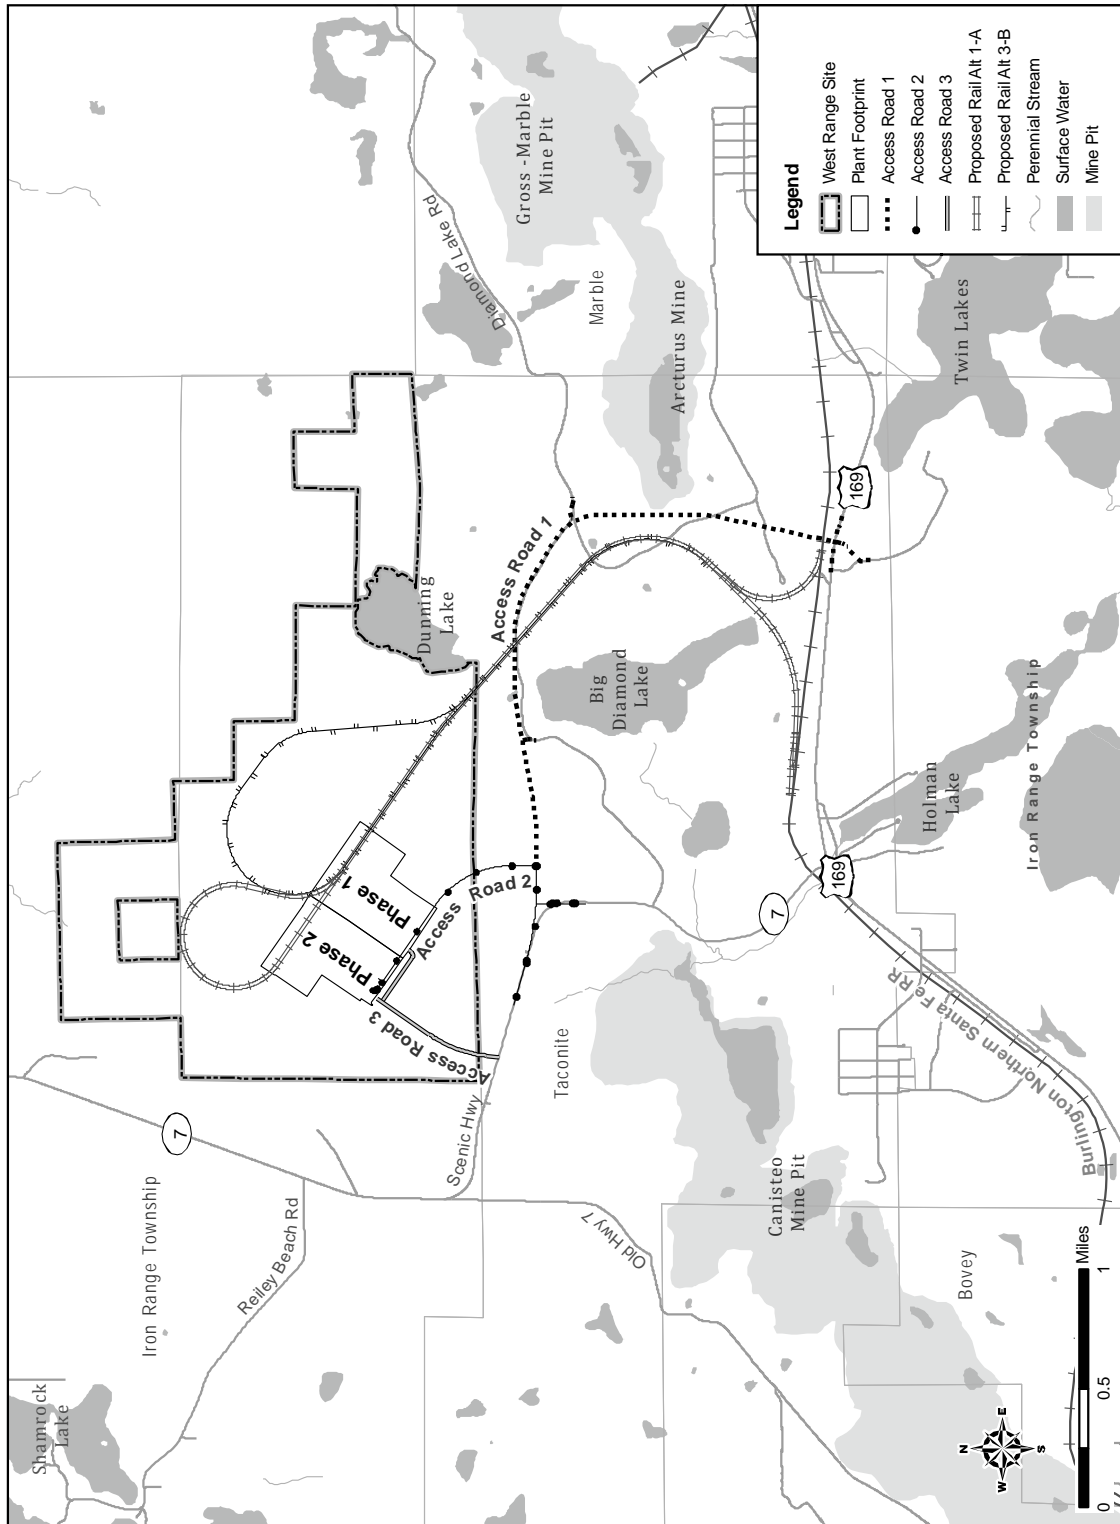 Shamrock
Lake
Iron Range Township
Reiley Beach Rd
7
Scenic Hwy
Old Hwy 7
Access Road 3
Phase 2
Phase 1
Access Road 2
Access Road 1
Dunning
Lake
Diamond Lake Rd
Gross - Marble
Mine Pit
Marble
Arcturus Mine
Big
Diamond
Lake
Taconite
Canisteo
Mine Pit
7
169
169
Holman
Lake
Twin Lakes
Iron Range Township
Burlington Northern Santa Fe RR
Bovey
N
W
E
S
0
0.5
1
Miles
Legend
West Range Site
Plant Footprint
Access Road 1
Access Road 2
Access Road 3
Proposed Rail Alt 1-A
Proposed Rail Alt 3-B
Perennial Stream
Surface Water
Mine Pit